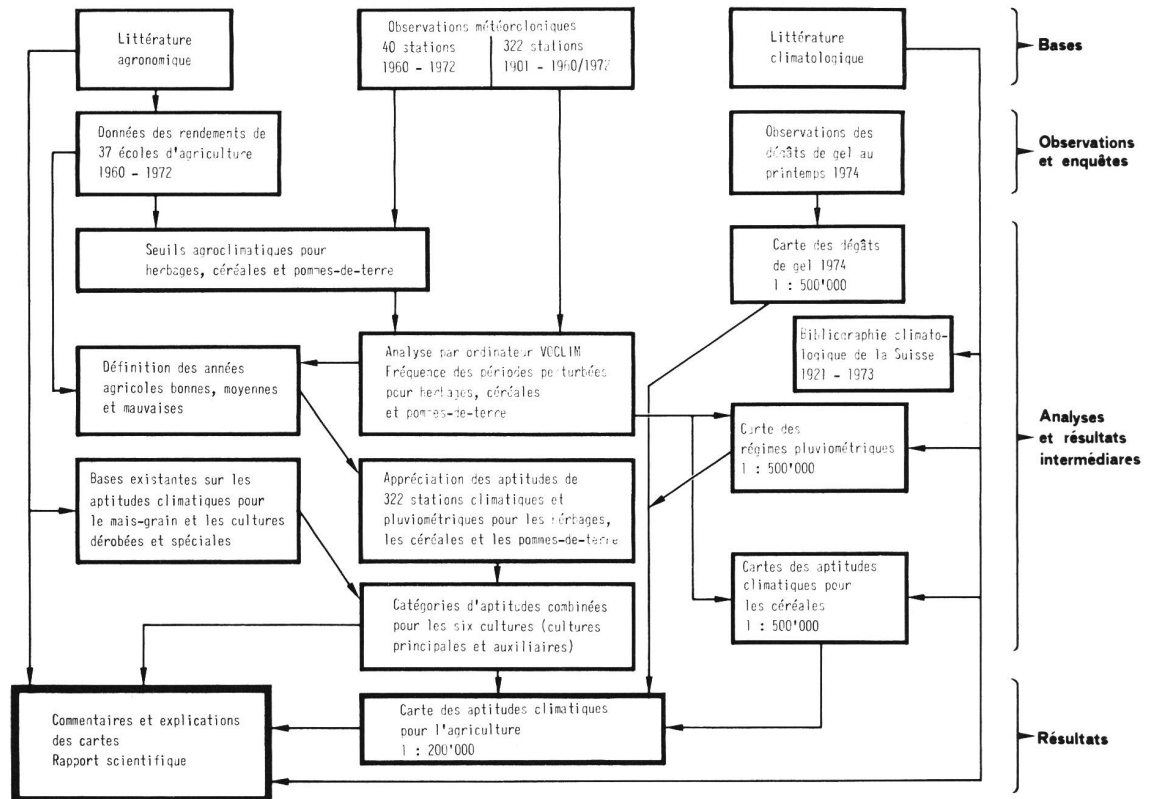 Littérature
agronomique
Observations météorologiques
40 stations
1960 - 1972
322 stations
1901 - 1960/1972
Littérature
climatologique
Bases
Données des rendements de
37 écoles d'agriculture
1960 - 1972
Observations des
dégâts de gel au
printemps 1974
Observations
et enquêtes
Seuils agroclimatiques pour
herbages, céréales et pommes-de-terre
Carte des dégâts
de gel 1974
1 : 500'000
Bibliographie climato-
logique de la Suisse
1921 - 1973
Définition des années
agricoles bonnes, moyennes
et mauvaises
Analyse par ordinateur VOCLIM
Fréquence des périodes perturbées
pour herbages, céréales
et pommes-de-terre
Carte des
régimes pluviométriques
1 : 500'000
Analyses
et résultats
intermédiares
Bases existantes sur les
aptitudes climatiques pour
le mais-grain et les cultures
dérobées et spéciales
Appréciation des aptitudes de
322 stations climatiques et
pluviométriques pour les herbages,
les céréales et les pommes-de-terre
Cartes des aptitudes
climatiques pour
les céréales
1 : 500'000
Catégories d'aptitudes combinées
pour les six cultures (cultures
principales et auxiliaires)
Commentaires et explications
des cartes
Rapport scientifique
Carte des aptitudes climatiques
pour l'agriculture
1 : 200'000
Résultats